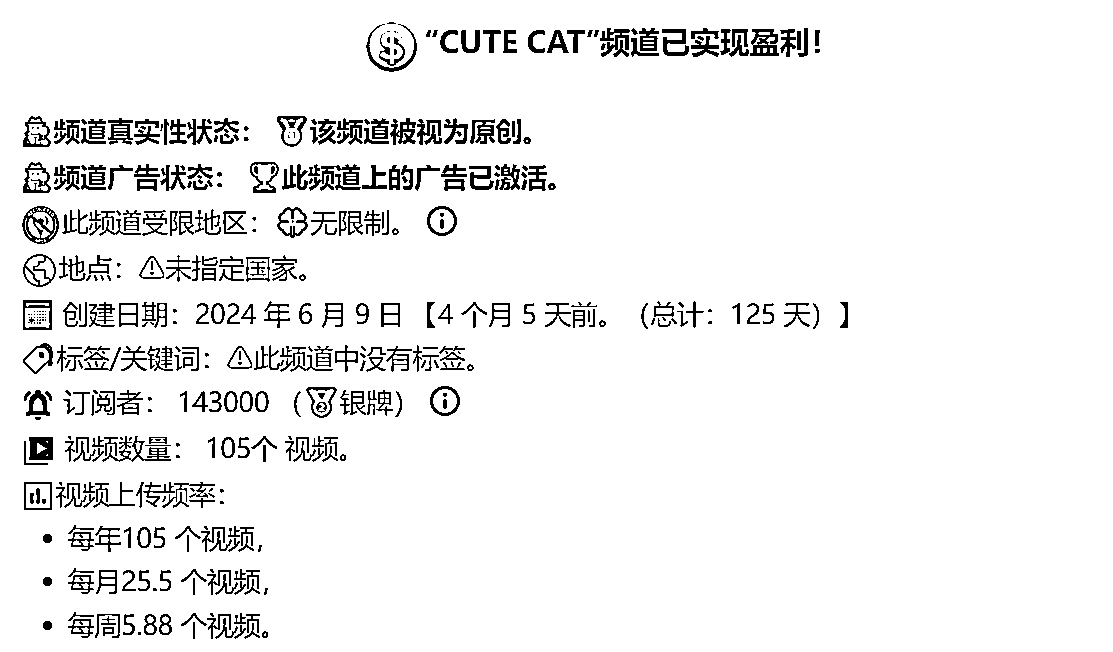 “CUTE CAT”频道已实现盈利！
频道真实性状态： 该频道被视为原创。
频道广告状态： 此频道上的广告已激活。
此频道受限地区： 无限制。
地点： 未指定国家。
创建日期：2024 年 6 月 9 日 【4 个月 5 天前。（总计：125 天）】
标签/关键词： 此频道中没有标签。
订阅者： 143000 （银牌）
视频数量： 105个 视频。
视频上传频率：
• 每年105 个视频，
• 每月25.5 个视频，
• 每周5.88 个视频。